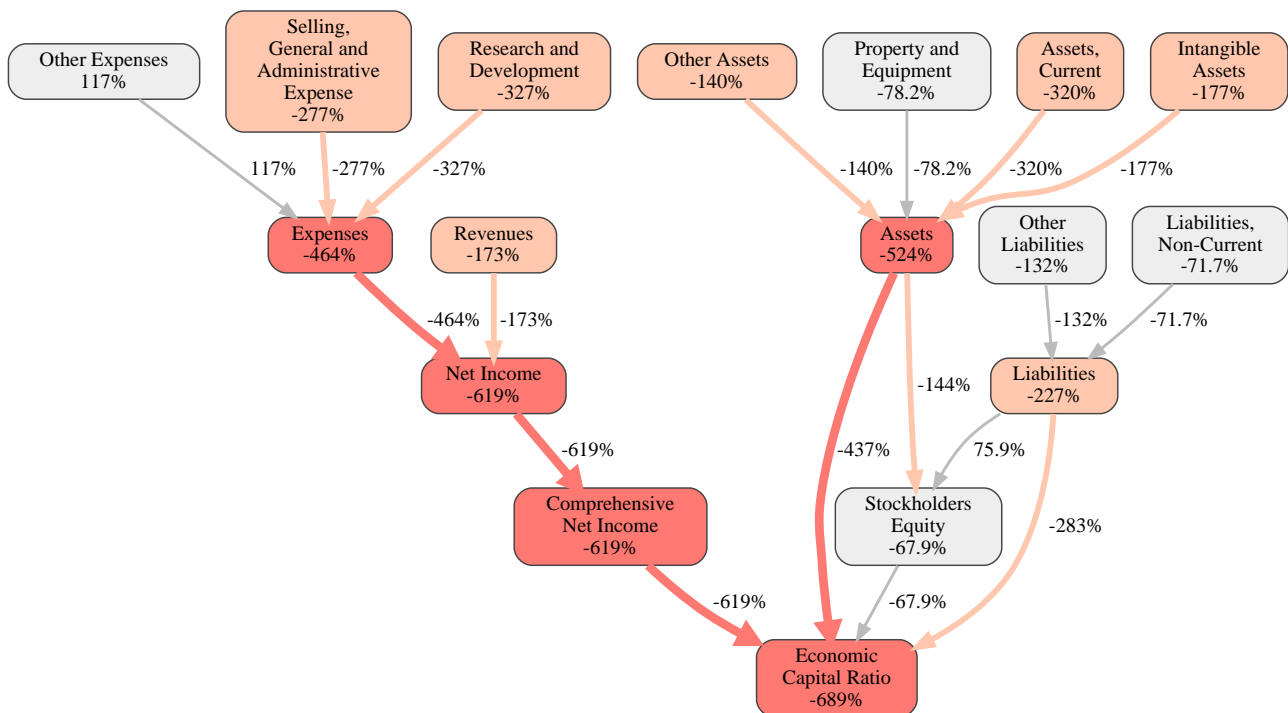 Other Expenses
117%
Selling,
General and
Administrative
Expense
-277%
Research and
Development
-327%
Other Assets
-140%
Property and
Equipment
-78.2%
Assets,
Current
-320%
Intangible
Assets
-177%
117%
-277%
-327%
-140%
-78.2%
-320%
-177%
Expenses
-464%
Revenues
-173%
Assets
-524%
Other
Liabilities
-132%
Liabilities,
Non-Current
-71.7%
-464%
-173%
-132%
-71.7%
Net Income
-619%
-144%
Liabilities
-227%
-619%
-437%
75.9%
Comprehensive
Net Income
-619%
Stockholders
Equity
-67.9%
-283%
-619%
-67.9%
Economic
Capital Ratio
-689%